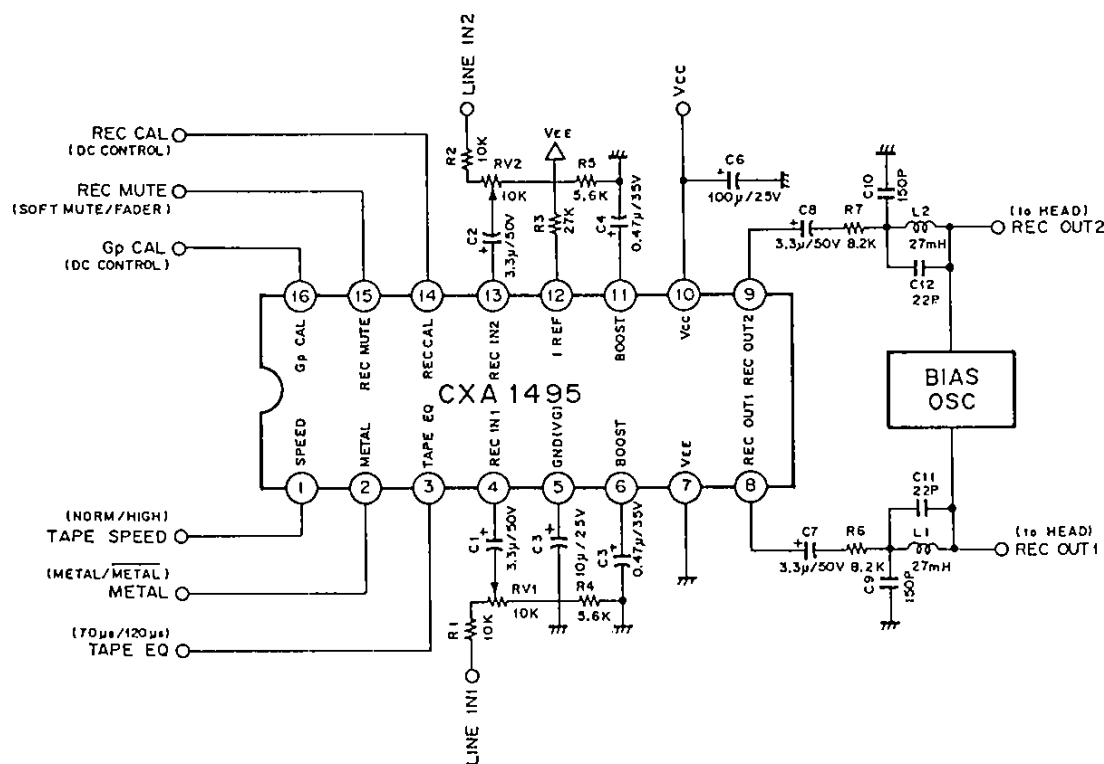 LINE IN2
REC CAL
(DC CONTROL)
REC MUTE
(SOFT MUTE/FADER)
Gp CAL
(DC CONTROL)
R2
10K
RV2
10K
C2
3.3μ/50V
VEE
R3
27K
R5
5.6K
C4
0.47μ/35V
Vcc
C6
100μ/25V
C8
3.3μ/50V
R7
8.2K
C10
150P
L2
27mH
C12
22P
(to HEAD)
REC OUT2
16
15
14
13
12
11
10
9
Gp CAL
REC MUTE
REC CAL
REC IN2
I REF
BOOST
Vcc
REC OUT2
CXA 1495
BIAS
OSC
SPEED
METAL
TAPE EQ
REC IN1
GND(VG)
BOOST
VEE
REC OUT1
1
2
3
4
5
6
7
8
(NORM/HIGH)
TAPE SPEED
(METAL/METAL)
METAL
(70μs/120μs)
TAPE EQ
C1
3.3μ/50V
C3
10μ/25V
C3
0.47μ/35V
RV1
10K
R4
5.6K
R1
10K
LINE IN1
C7
3.3μ/50V
R6
8.2K
C11
22P
L1
27mH
C9
150P
(to HEAD)
REC OUT1